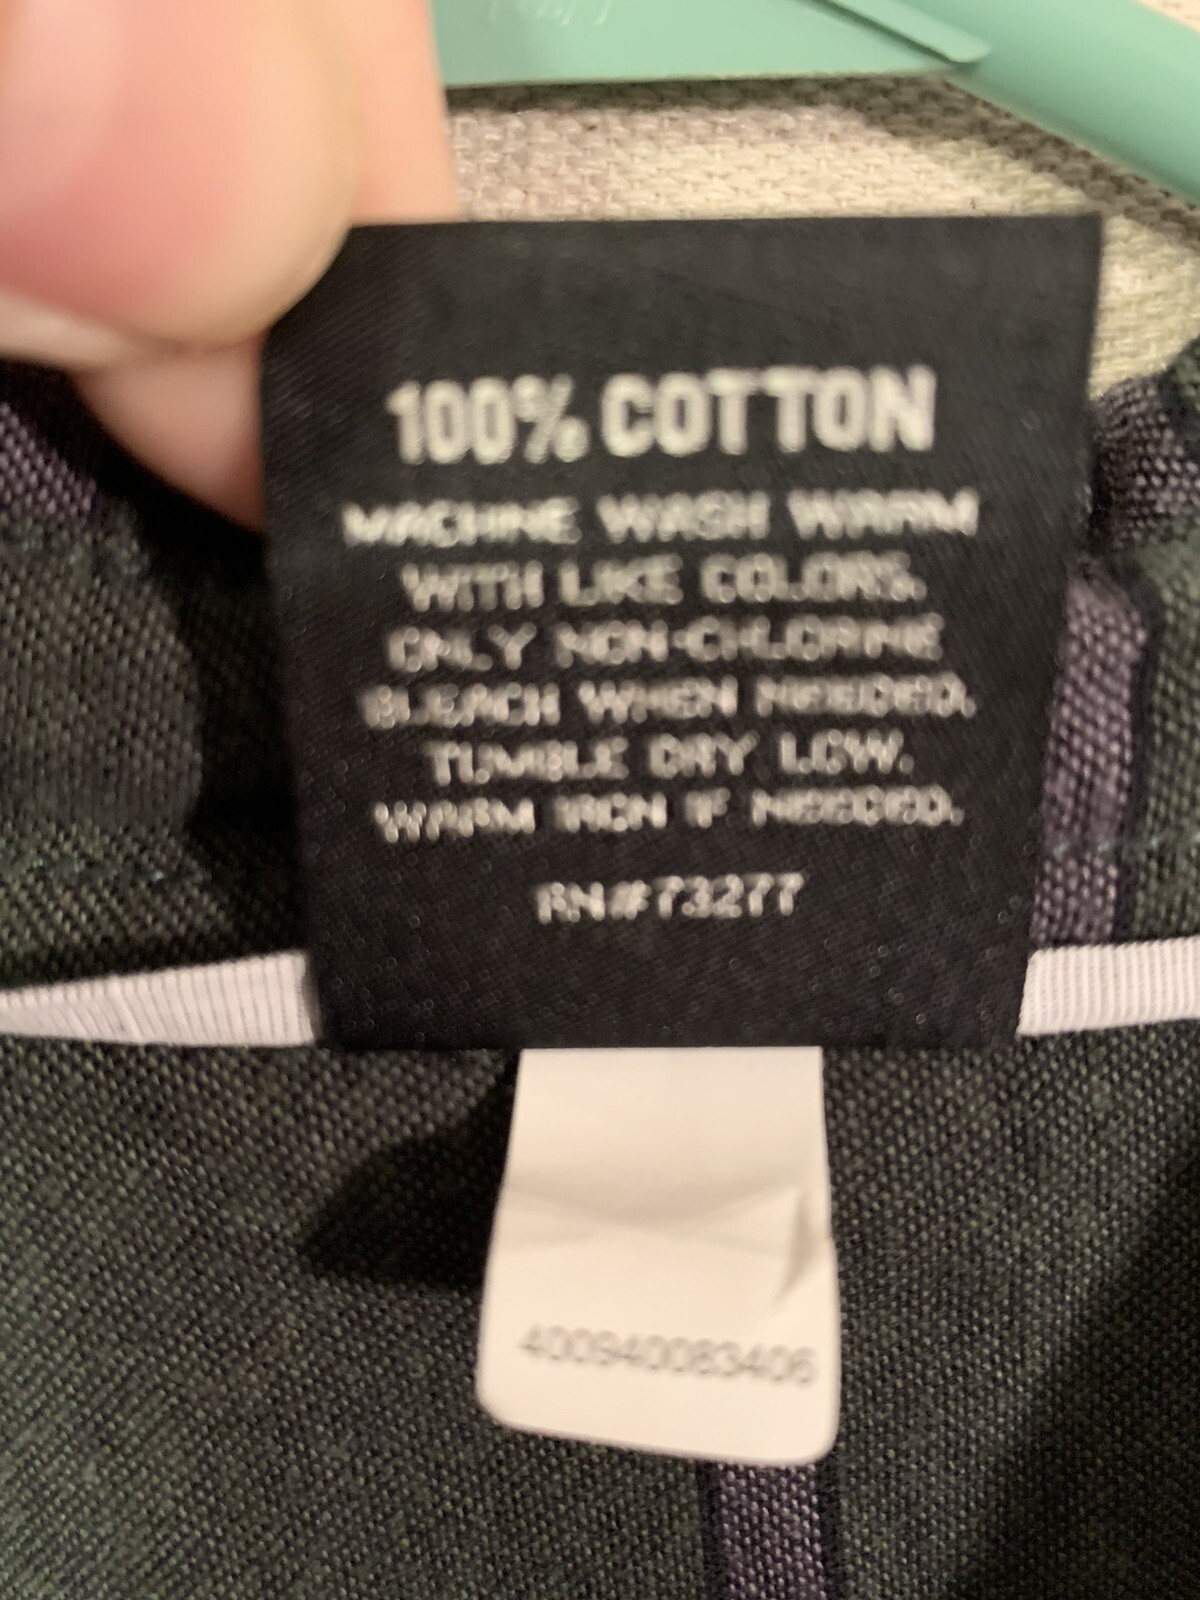 100% COTTON
MACHINE WASH WARM
WITH LIKE COLORS.
ONLY NON-CHLORINE
BLEACH WHEN NEEDED.
TUMBLE DRY LOW.
WARM IRON IF NEEDED.
RN#73277
400940083406